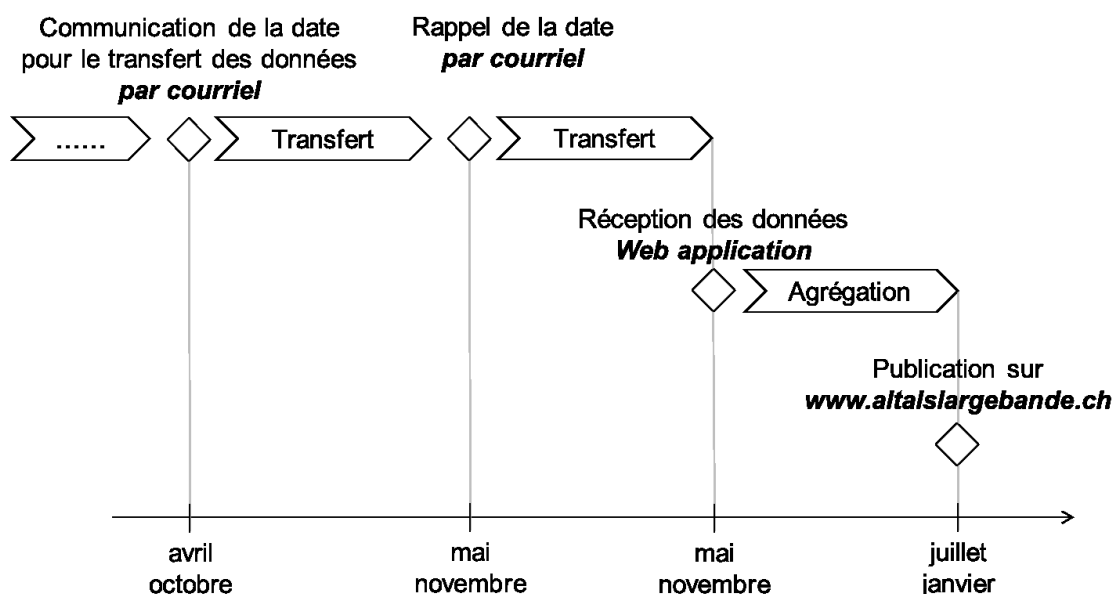 Communication de la date
pour le transfert des données
par courriel
Rappel de la date
par courriel
......
Transfert
Transfert
Réception des données
Web application
Agrégation
Publication sur
www.altalslargebande.ch
avril
octobre
mai
novembre
mai
novembre
juillet
janvier